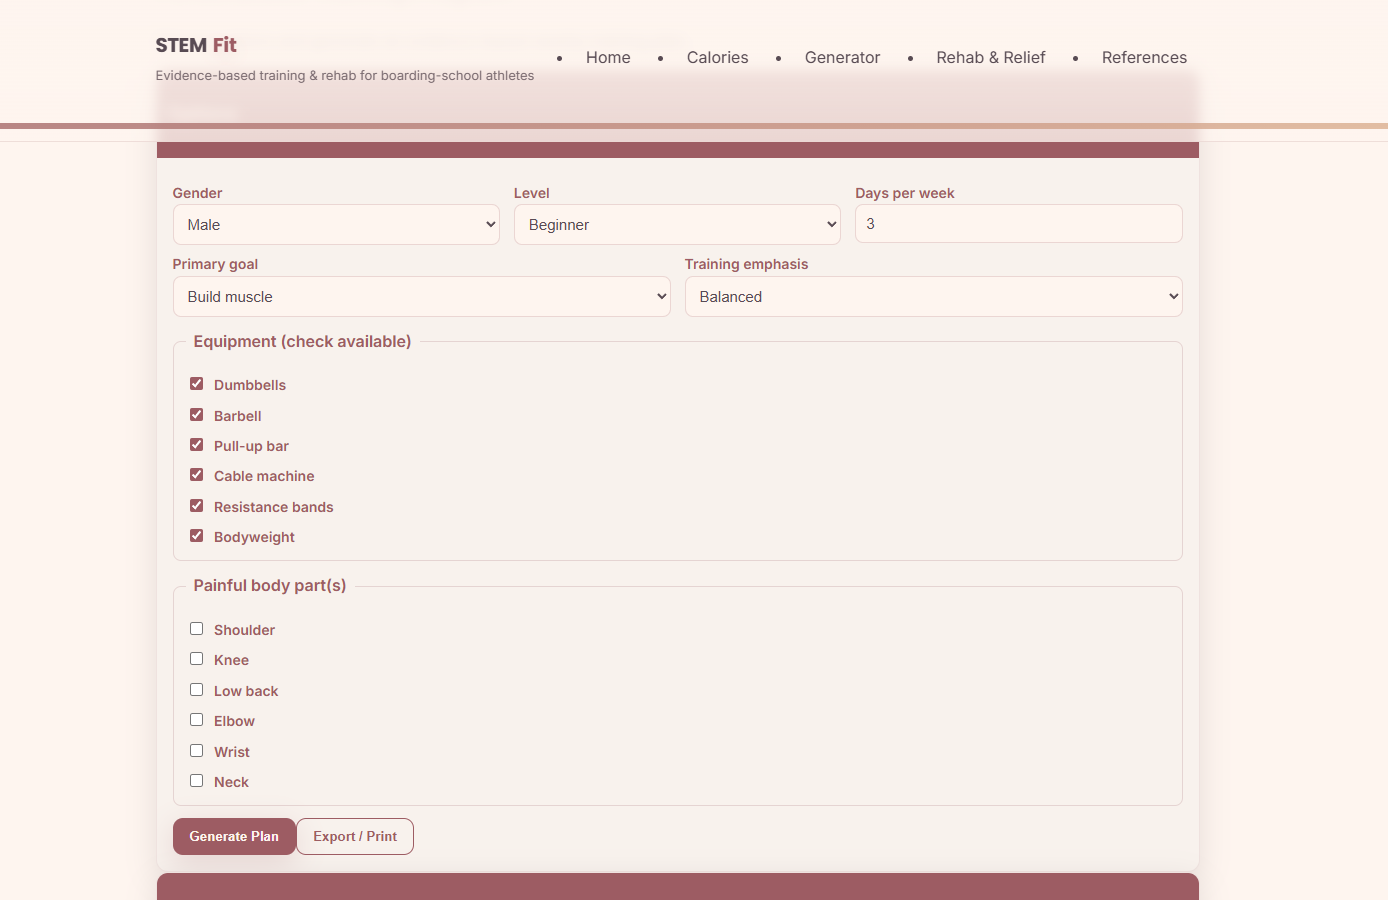 STEM Fit
Evidence-based training & rehab for boarding-school athletes
Home
Calories
Generator
Rehab & Relief
References
Gender
Level
Days per week
Male
Beginner
3
Primary goal
Training emphasis
Build muscle
Balanced
Equipment (check available)
Dumbbells
Barbell
Pull-up bar
Cable machine
Resistance bands
Bodyweight
Painful body part(s)
Shoulder
Knee
Low back
Elbow
Wrist
Neck
Generate Plan
Export / Print